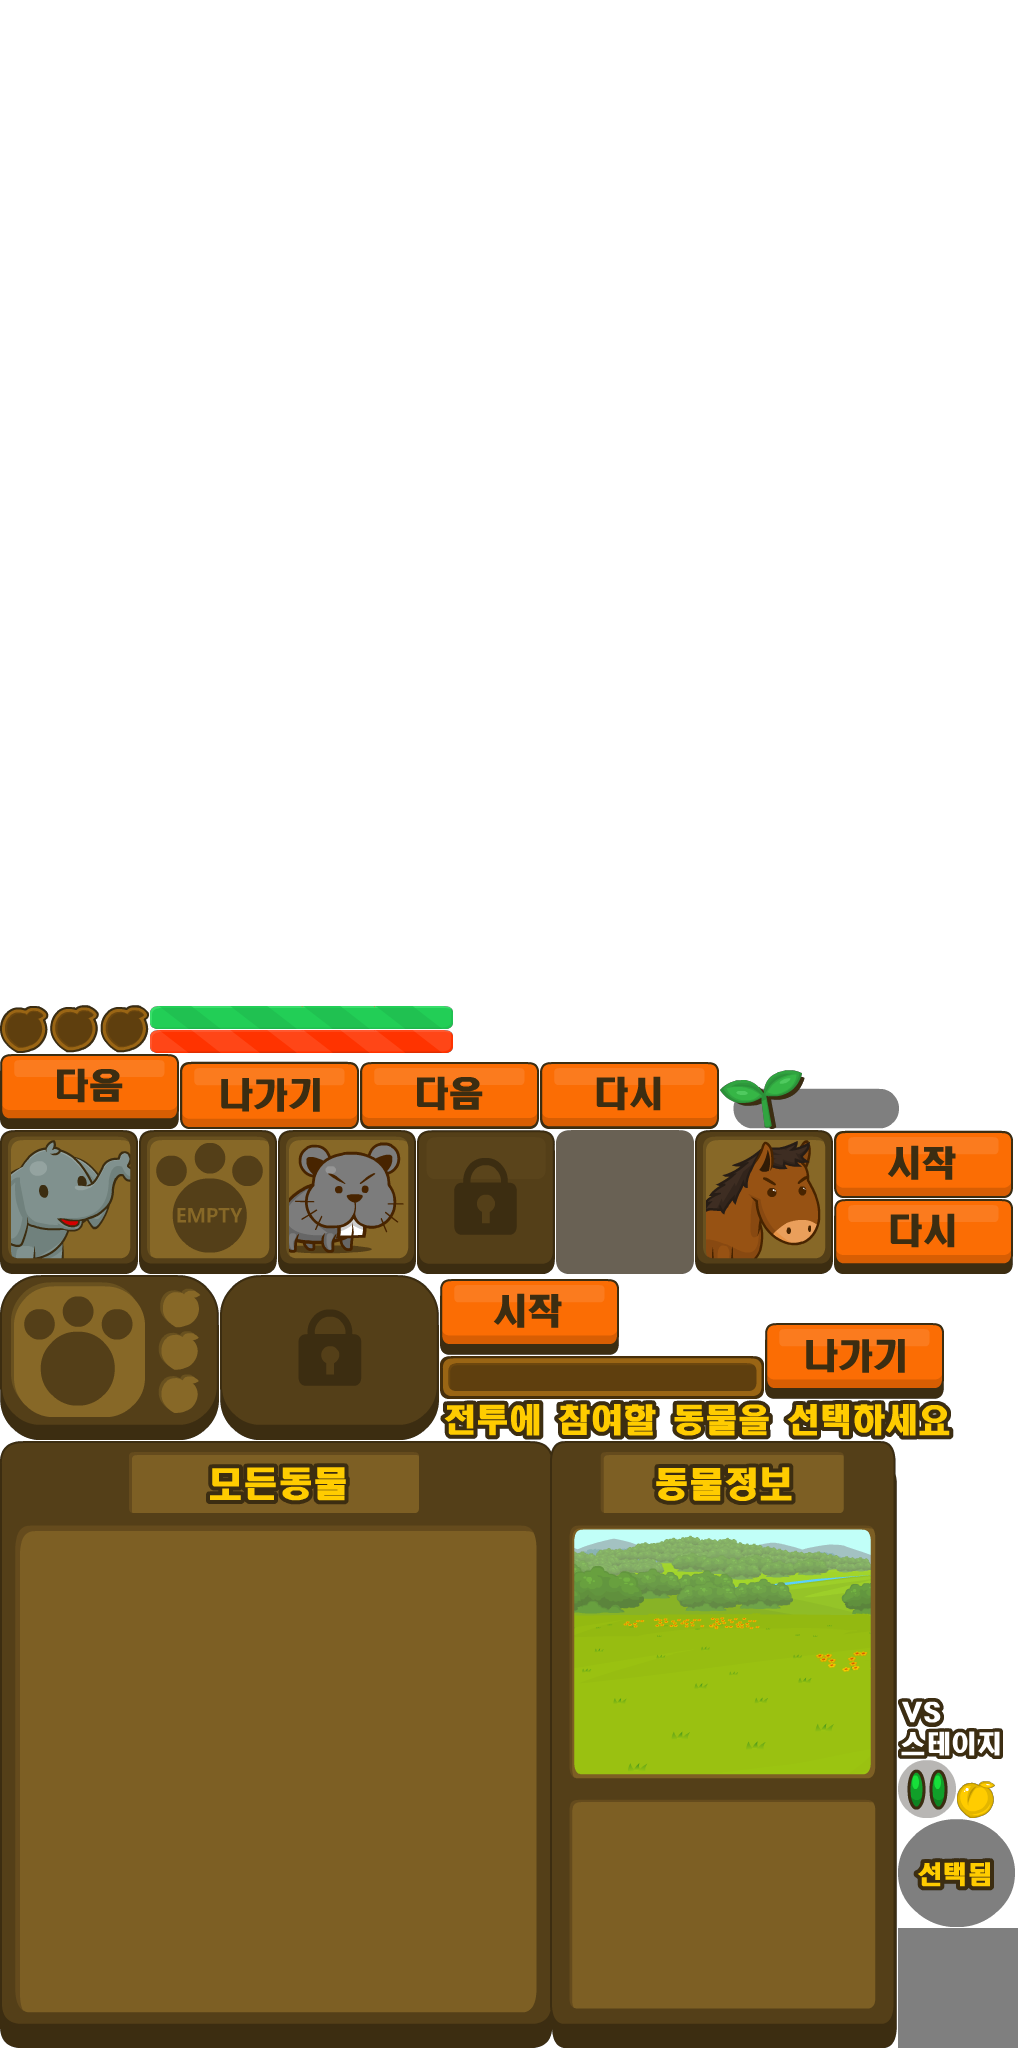 다음
나가기
다음
다시
EMPTY
시작
다시
시작
나가기
전투에 참여할 동물을 선택하세요
모든동물
동물정보
VS
스테이지
선택됨